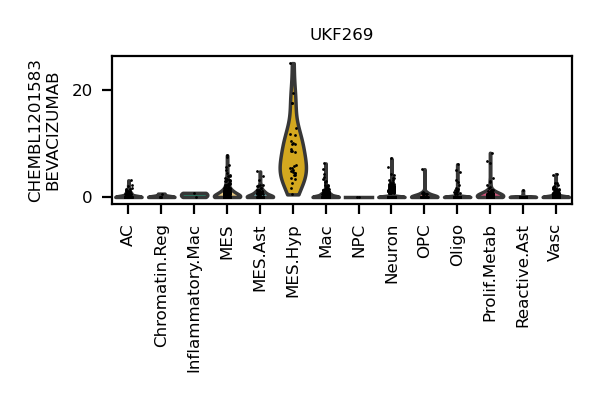 UKF269
CHEMBL1201583
BEVACIZUMAB
20
0
AC
Chromatin.Reg
Inflammatory.Mac
MES
MES.Ast
MES.Hyp
Mac
NPC
Neuron
OPC
Oligo
Prolif.Metab
Reactive.Ast
Vasc